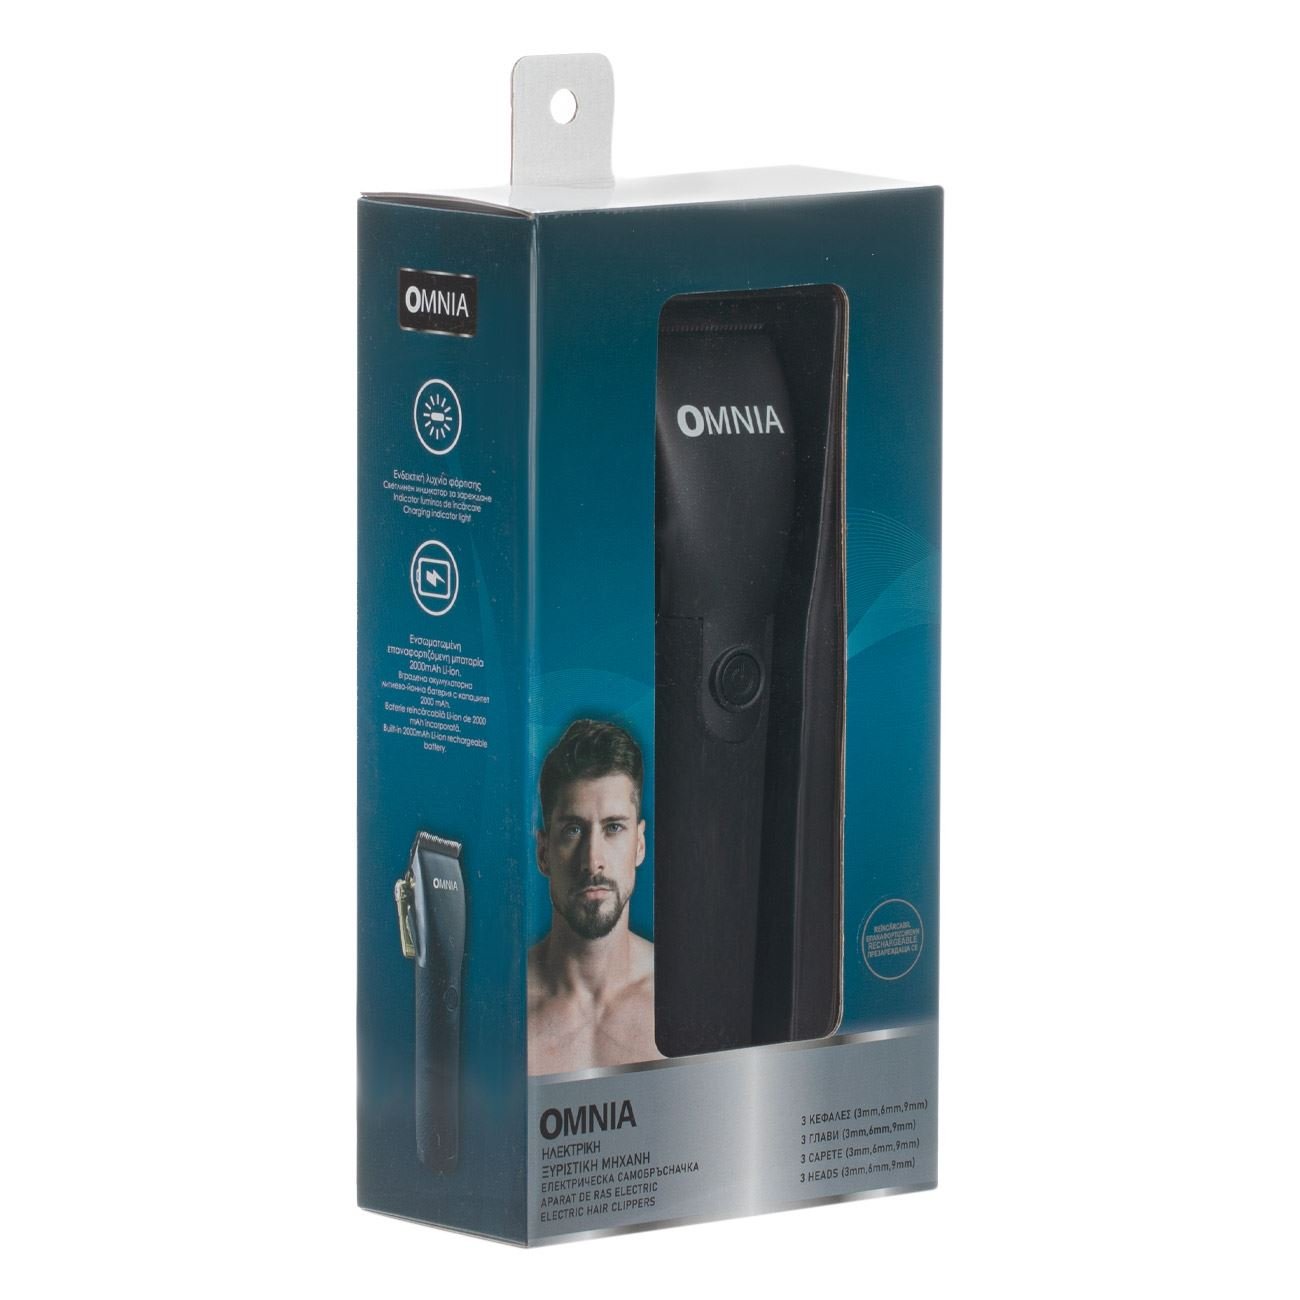 OMNIA
Ενδεικτική λυχνία φόρτισης
Светлинен индикатор за зареждане
Indicator luminos de încărcare
Charging indicator light
Ενσωματωμένη
επαναφορτιζόμενη μπαταρία
2000mAh Li-ion.
Вградена акумулаторна
литиево-йонна батерия с капацитет
2000 mAh.
Baterie reîncărcabilă Li-ion de 2000
mAh încorporată.
Built-in 2000mAh Li-ion rechargeable
battery.
OMNIA
OMNIA
REÎNCĂRCABIL
ΕΠΑΝΑΦΟΡΤΙΖΟΜΕΝΗ
RECHARGEABLE
ПРЕЗАРЕЖДАЩА СЕ
OMNIA
ΗΛΕΚΤΡΙΚΗ
ΞΥΡΙΣΤΙΚΗ ΜΗΧΑΝΗ
ЕЛЕКТРИЧЕСКА САМОБРЪСНАЧКА
APARAT DE RAS ELECTRIC
ELECTRIC HAIR CLIPPERS
3 ΚΕΦΑΛΕΣ (3mm,6mm,9mm)
3 ГЛАВИ (3mm,6mm,9mm)
3 CAPETE (3mm,6mm,9mm)
3 HEADS (3mm,6mm,9mm)